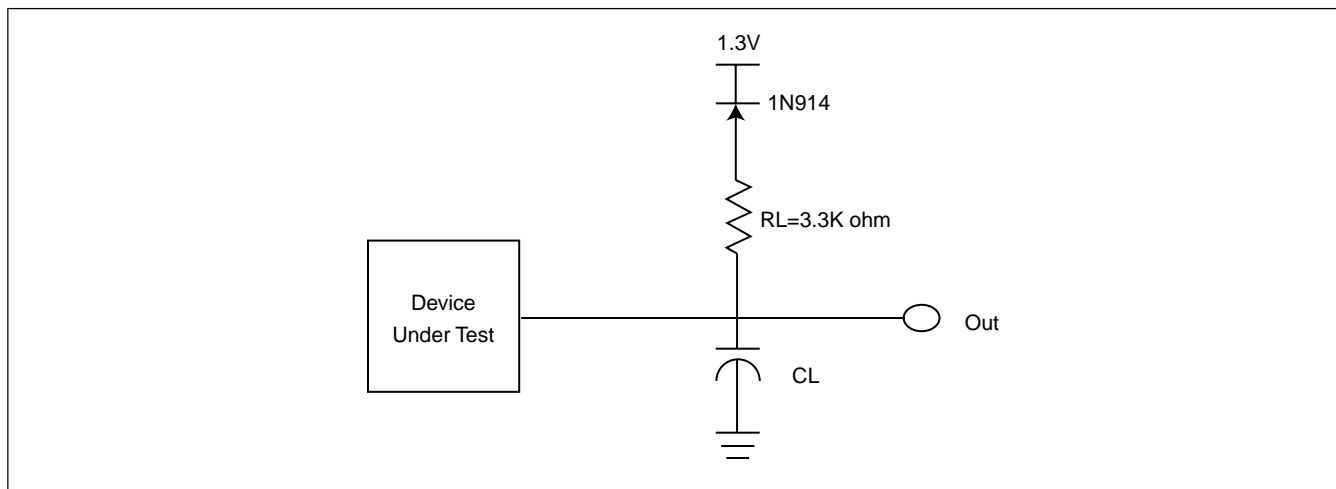 1.3V
1N914
RL=3.3K ohm
Device
Under Test
Out
CL